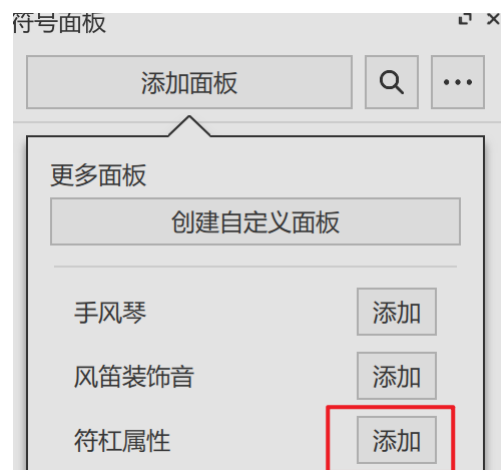 符号面板
添加面板
更多面板
创建自定义面板
手风琴 添加
风笛装饰音 添加
符杠属性 添加